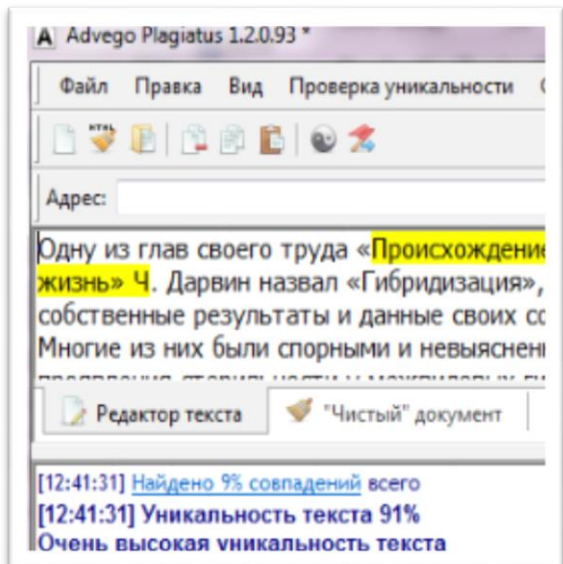 A Advego Plagiatus 1.2.0.93 *
Файл Правка Вид Проверка уникальности
HTML
Адрес:
Одну из глав своего труда «Происхождение
жизнь» Ч. Дарвин назвал «Гибридизация»,
собственные результаты и данные своих со
Многие из них были спорными и невыяснен
Редактор текста "Чистый" документ
[12:41:31] Найдено 9% совпадений всего
[12:41:31] Уникальность текста 91%
Очень высокая уникальность текста